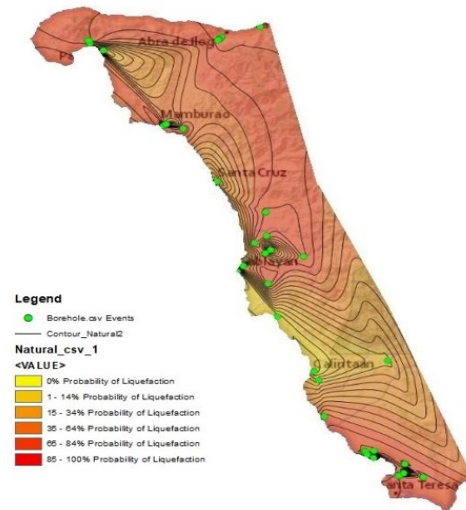 Abra de Ilog
Mamburao
Santa Cruz
Calintaan
Legend
Borehole.csv Events
Contour_Natural2
Natural_csv_1
<VALUE>
0% Probability of Liquefaction
1 - 14% Probability of Liquefaction
15 - 34% Probability of Liquefaction
35 - 64% Probability of Liquefaction
65 - 84% Probability of Liquefaction
85 - 100% Probability of Liquefaction